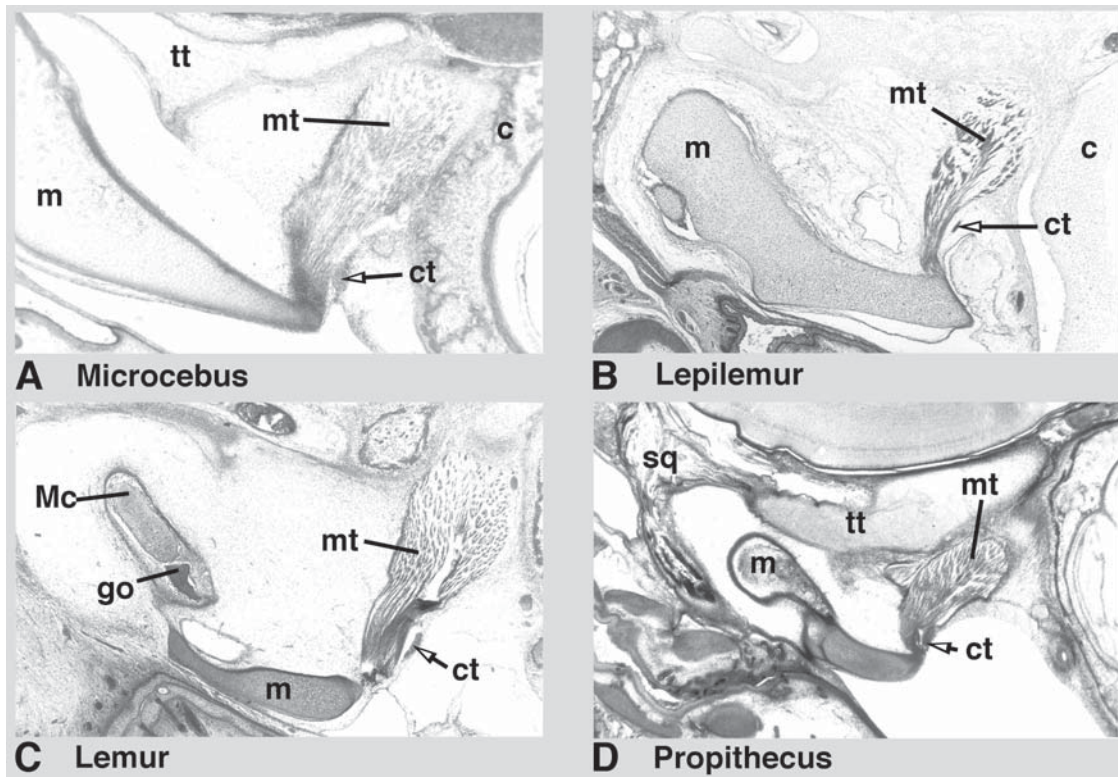 tt
mt
c
m
ct
A Microcebus
mt
m
c
ct
B Lepilemur
Mc
mt
go
ct
m
C Lemur
sq
mt
tt
m
ct
D Propithecus